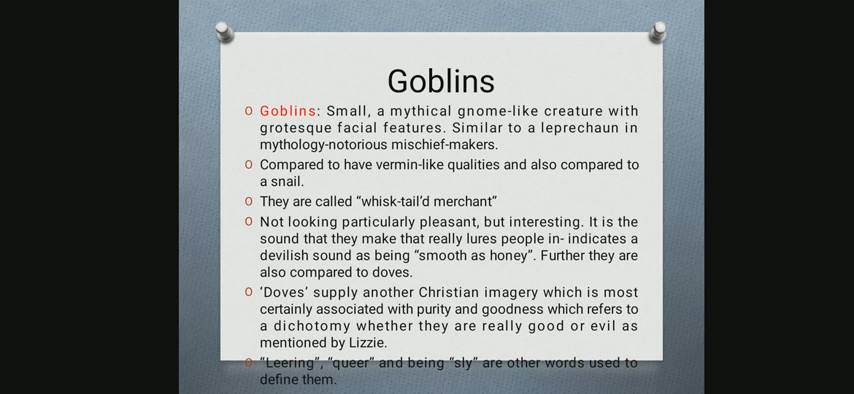 Goblins
o Goblins: Small, a mythical gnome-like creature with
grotesque facial features. Similar to a leprechaun in
mythology-notorious mischief-makers.
o Compared to have vermin-like qualities and also compared to
a snail.
o They are called “whisk-tail’d merchant”
o Not looking particularly pleasant, but interesting. It is the
sound that they make that really lures people in- indicates a
devilish sound as being “smooth as honey”. Further they are
also compared to doves.
o ‘Doves’ supply another Christian imagery which is most
certainly associated with purity and goodness which refers to
a dichotomy whether they are really good or evil as
mentioned by Lizzie.
o “Leering”, “queer” and being “sly” are other words used to
define them.